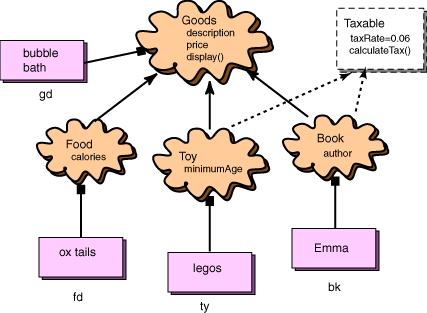 Goods
description
price
display()
Taxable
taxRate=0.06
calculateTax()
bubble
bath
gd
Food
calories
Toy
minimumAge
Book
author
ox tails
fd
legos
ty
Emma
bk